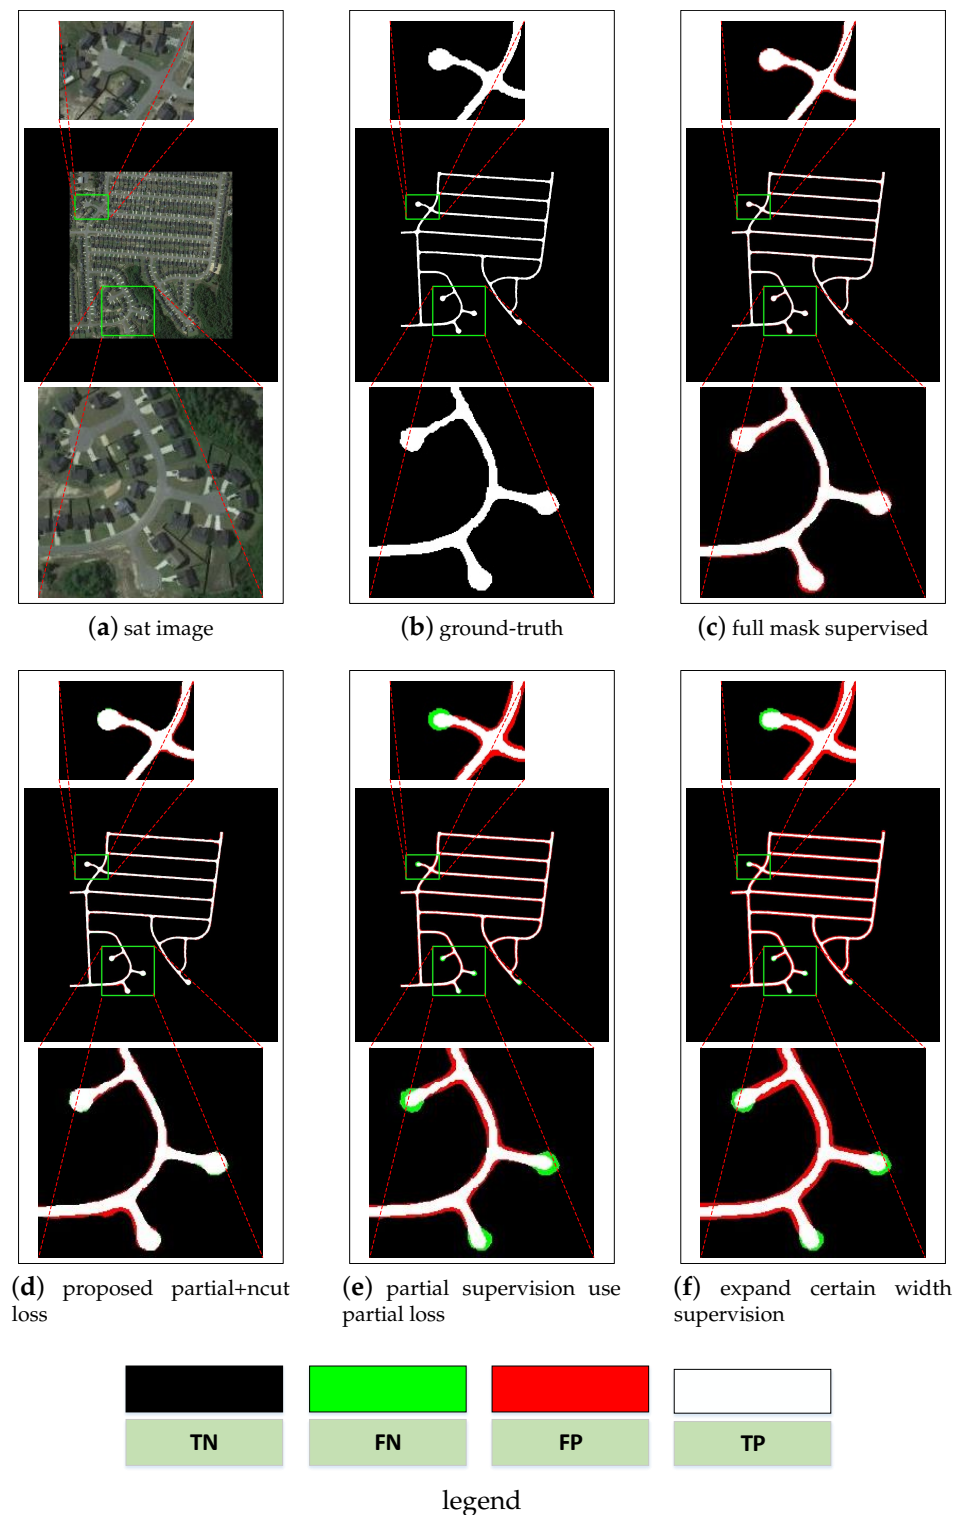 (a) sat image
(b) ground-truth
(c) full mask supervised
(d) proposed partial+ncut
loss
(e) partial supervision use
partial loss
(f) expand certain width
supervision
TN
FN
FP
TP
legend